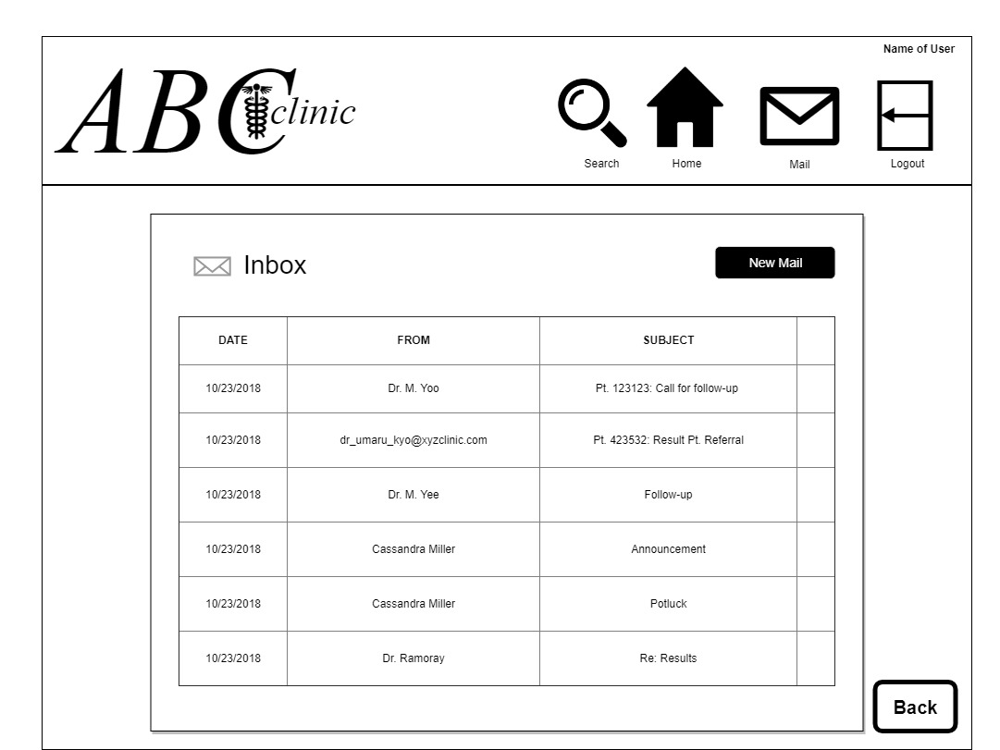 Name of User
ABC clinic
Search Home Mail Logout
Inbox
New Mail
DATE FROM SUBJECT
10/23/2018 Dr. M. Yoo Pt. 123123: Call for follow-up
10/23/2018 dr_umaru_kyo@xyzclinic.com Pt. 423532: Result Pt. Referral
10/23/2018 Dr. M. Yee Follow-up
10/23/2018 Cassandra Miller Announcement
10/23/2018 Cassandra Miller Potluck
10/23/2018 Dr. Ramoray Re: Results
Back